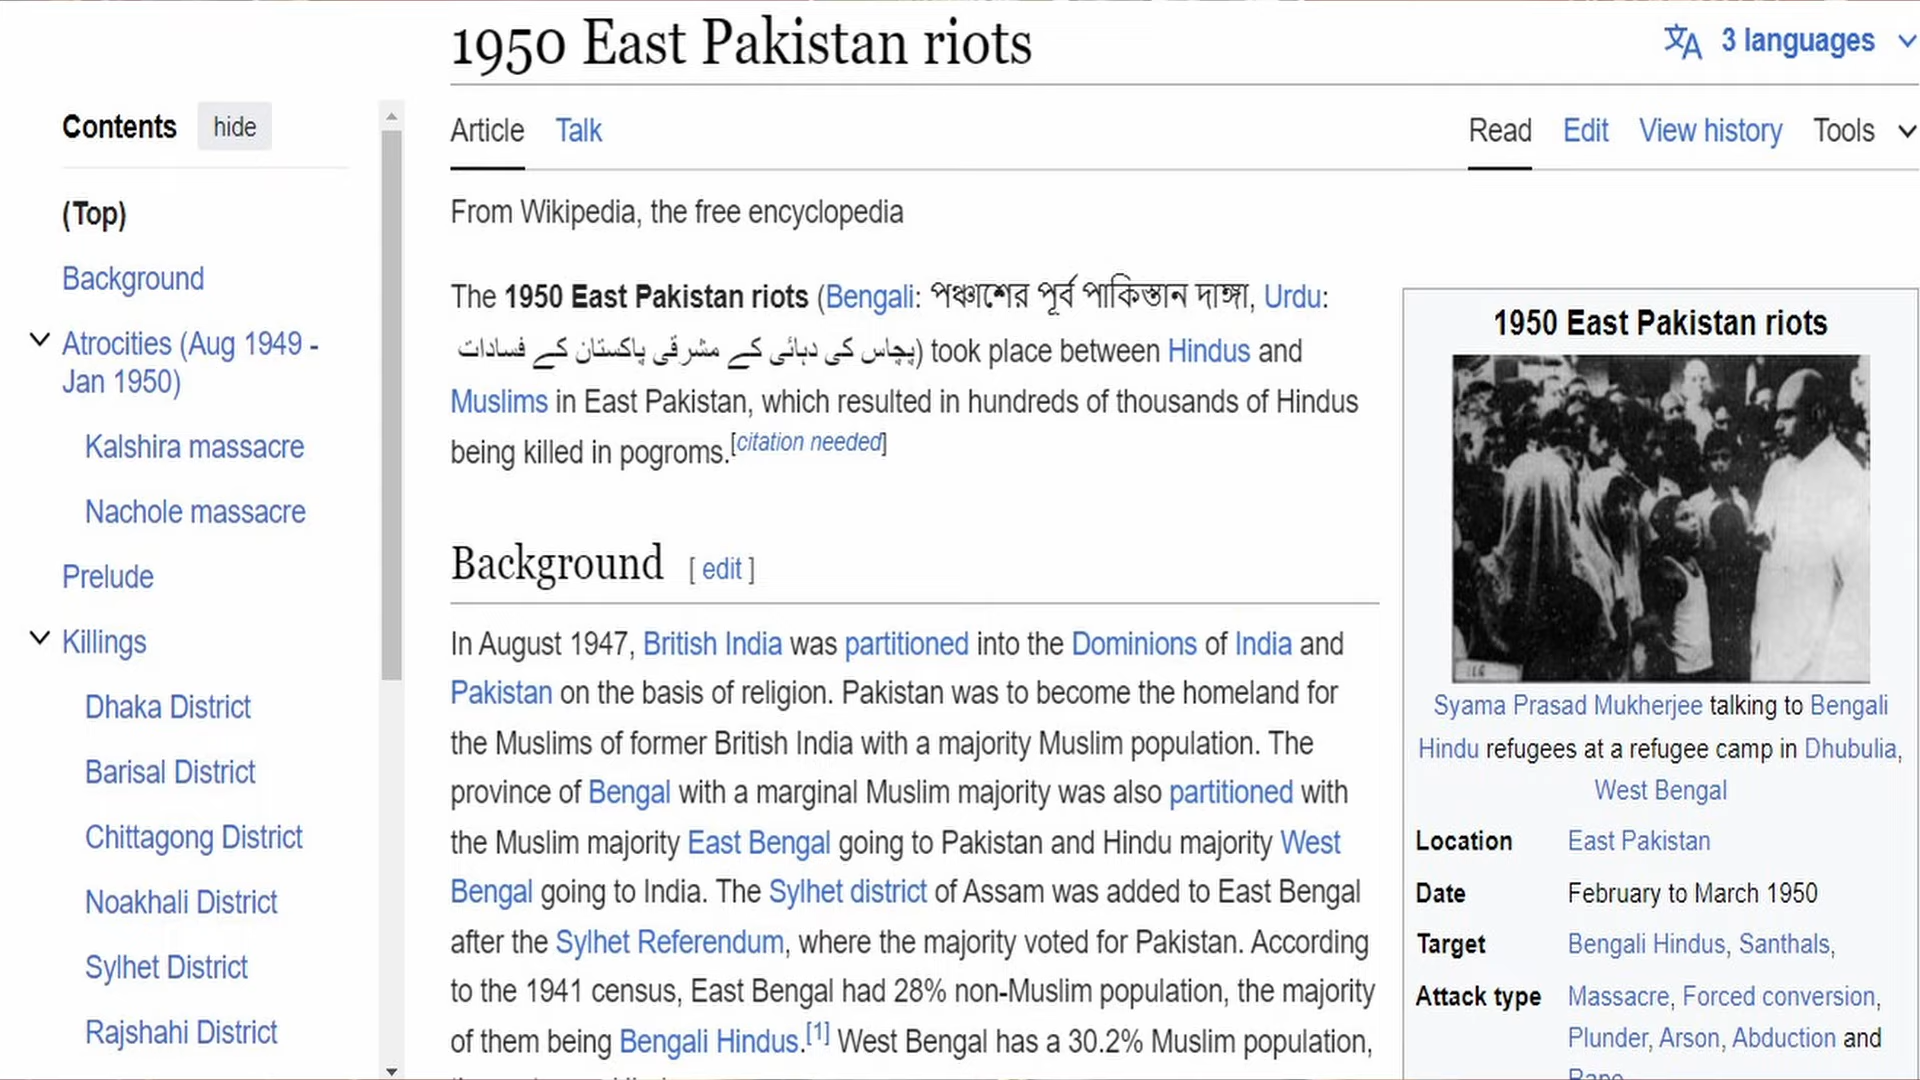 1950 East Pakistan riots
3 languages
Contents hide
(Top)
Background
Atrocities (Aug 1949 -
Jan 1950)
Kalshira massacre
Nachole massacre
Prelude
Killings
Dhaka District
Barisal District
Chittagong District
Noakhali District
Sylhet District
Rajshahi District
Article Talk
Read Edit View history Tools
From Wikipedia, the free encyclopedia
The 1950 East Pakistan riots (Bengali: পঞ্চাশের পূর্ব পাকিস্তান দাঙ্গা, Urdu:
پچاس کی دہائی کے مشرقی پاکستان کے فسادات) took place between Hindus and
Muslims in East Pakistan, which resulted in hundreds of thousands of Hindus
being killed in pogroms.[citation needed]
Background [ edit ]
In August 1947, British India was partitioned into the Dominions of India and
Pakistan on the basis of religion. Pakistan was to become the homeland for
the Muslims of former British India with a majority Muslim population. The
province of Bengal with a marginal Muslim majority was also partitioned with
the Muslim majority East Bengal going to Pakistan and Hindu majority West
Bengal going to India. The Sylhet district of Assam was added to East Bengal
after the Sylhet Referendum, where the majority voted for Pakistan. According
to the 1941 census, East Bengal had 28% non-Muslim population, the majority
of them being Bengali Hindus.[1] West Bengal has a 30.2% Muslim population,
1950 East Pakistan riots
116
Syama Prasad Mukherjee talking to Bengali
Hindu refugees at a refugee camp in Dhubulia,
West Bengal
Location East Pakistan
Date February to March 1950
Target Bengali Hindus, Santhals,
Attack type Massacre, Forced conversion,
Plunder, Arson, Abduction and
Rape